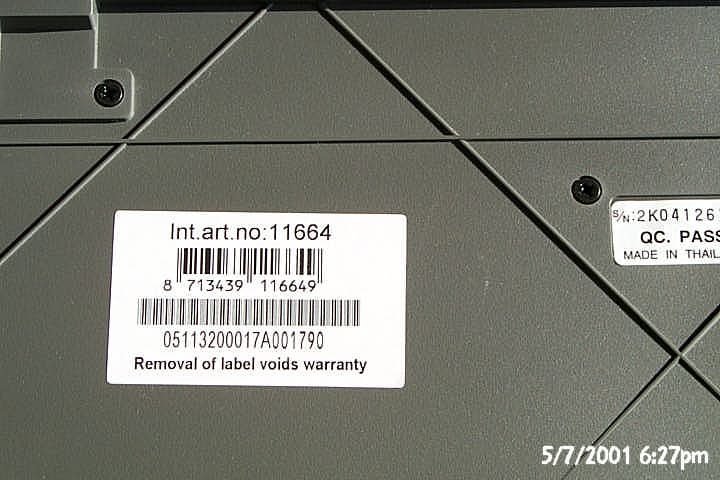 Int.art.no:11664
8 713439 116649
05113200017A001790
Removal of label voids warranty
S/N:2K04126
QC. PASS
MADE IN THAIL
5/7/2001 6:27pm